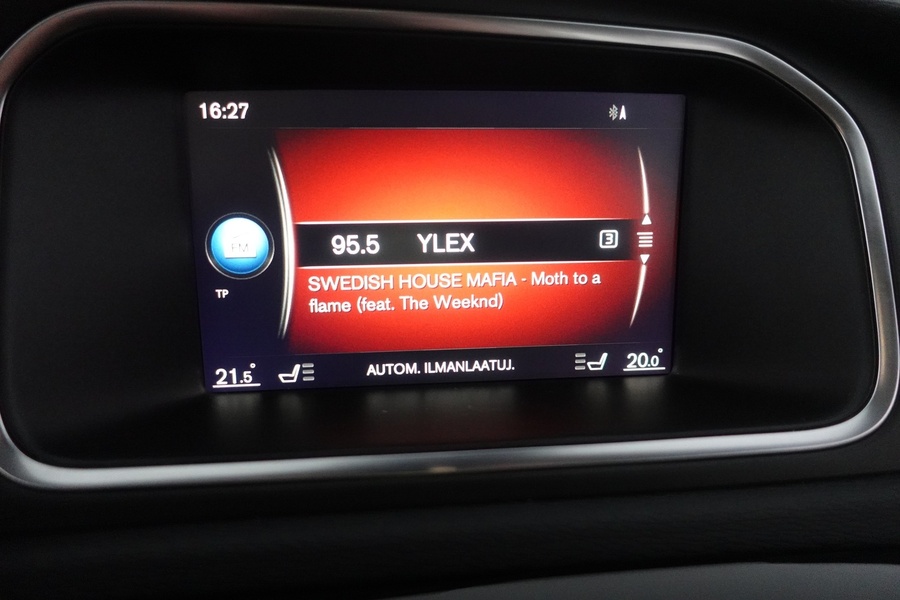 16:27
FM
95.5 YLEX 3
TP
SWEDISH HOUSE MAFIA - Moth to a
flame (feat. The Weeknd)
21.5° AUTOM. ILMANLAATUJ. 20.0°